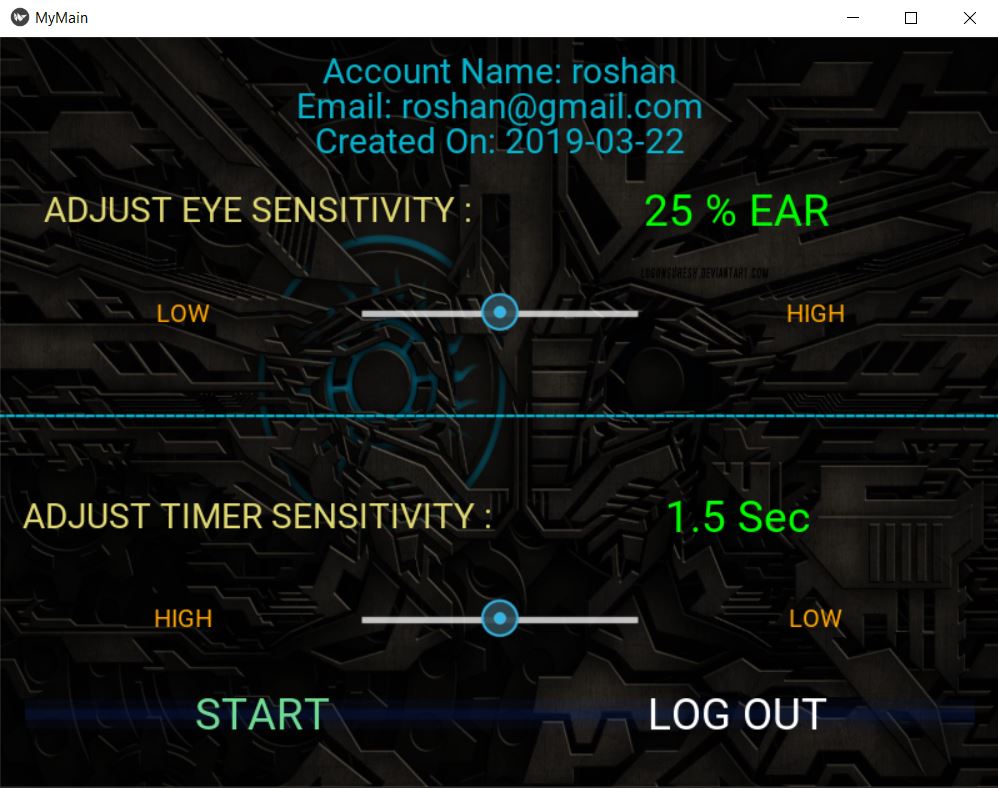 MyMain
Account Name: roshan
Email: roshan@gmail.com
Created On: 2019-03-22
ADJUST EYE SENSITIVITY : 25 % EAR
LOGONSURESH.DEVIANTART.COM
LOW HIGH
ADJUST TIMER SENSITIVITY : 1.5 Sec
HIGH LOW
START LOG OUT